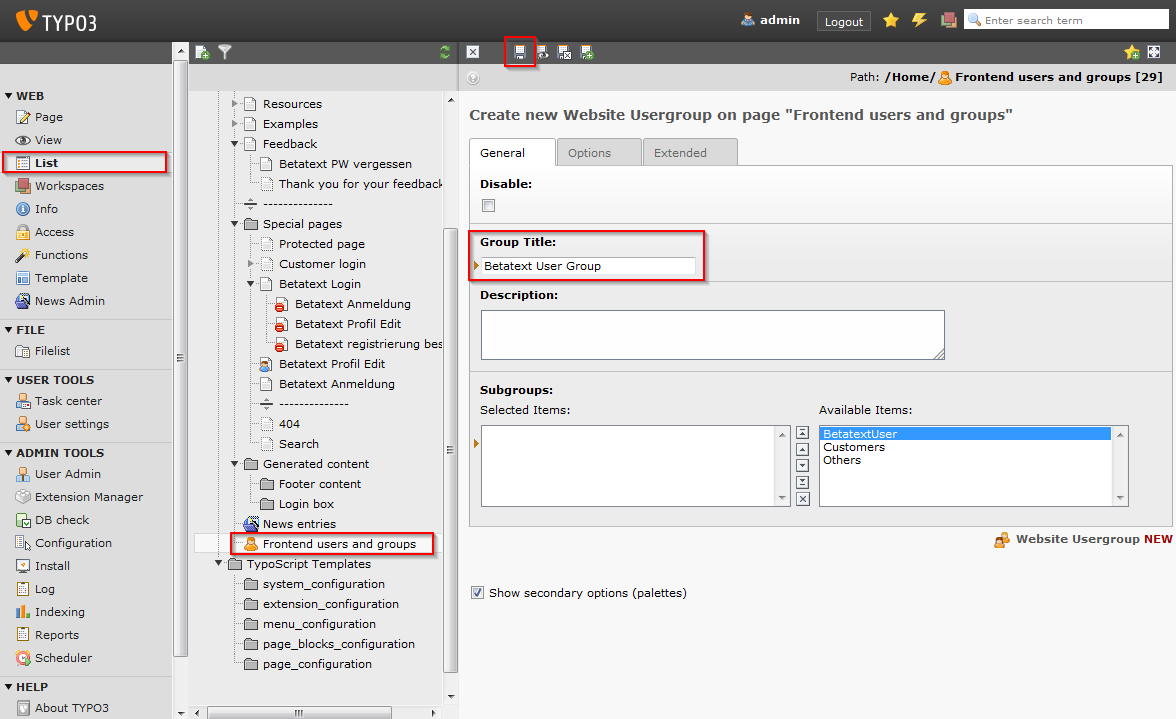 TYPO3
admin
Logout
Enter search term
Path: /Home/ Frontend users and groups [29]
WEB
Page
View
List
Workspaces
Info
Access
Functions
Template
News Admin
FILE
Filelist
USER TOOLS
Task center
User settings
ADMIN TOOLS
User Admin
Extension Manager
DB check
Configuration
Install
Log
Indexing
Reports
Scheduler
HELP
About TYPO3
Resources
Examples
Feedback
Betatext PW vergessen
Thank you for your feedback
--------------
Special pages
Protected page
Customer login
Betatext Login
Betatext Anmeldung
Betatext Profil Edit
Betatext registrierung bes
Betatext Profil Edit
Betatext Anmeldung
--------------
404
Search
Generated content
Footer content
Login box
News entries
Frontend users and groups
TypoScript Templates
system_configuration
extension_configuration
menu_configuration
page_blocks_configuration
page_configuration
Create new Website Usergroup on page "Frontend users and groups"
General
Options
Extended
Disable:
Group Title:
Betatext User Group
Description:
Subgroups:
Selected Items:
Available Items:
BetatextUser
Customers
Others
Website Usergroup NEW
Show secondary options (palettes)